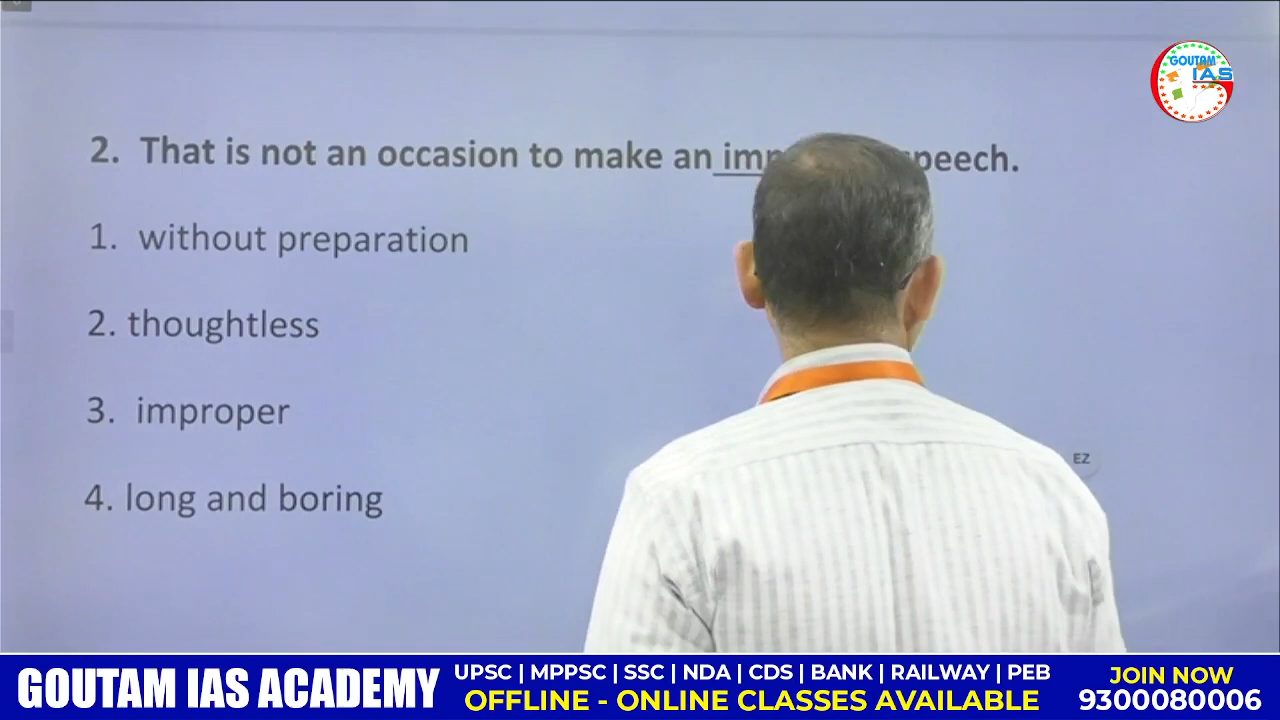 GOUTAM
IAS
2. That is not an occasion to make an speech.
1. without preparation
2. thoughtless
3. improper
4. long and boring
EZ
GOUTAM IAS ACADEMY
UPSC | MPPSC | SSC | NDA | CDS | BANK | RAILWAY | PEB
OFFLINE - ONLINE CLASSES AVAILABLE
JOIN NOW
9300080006